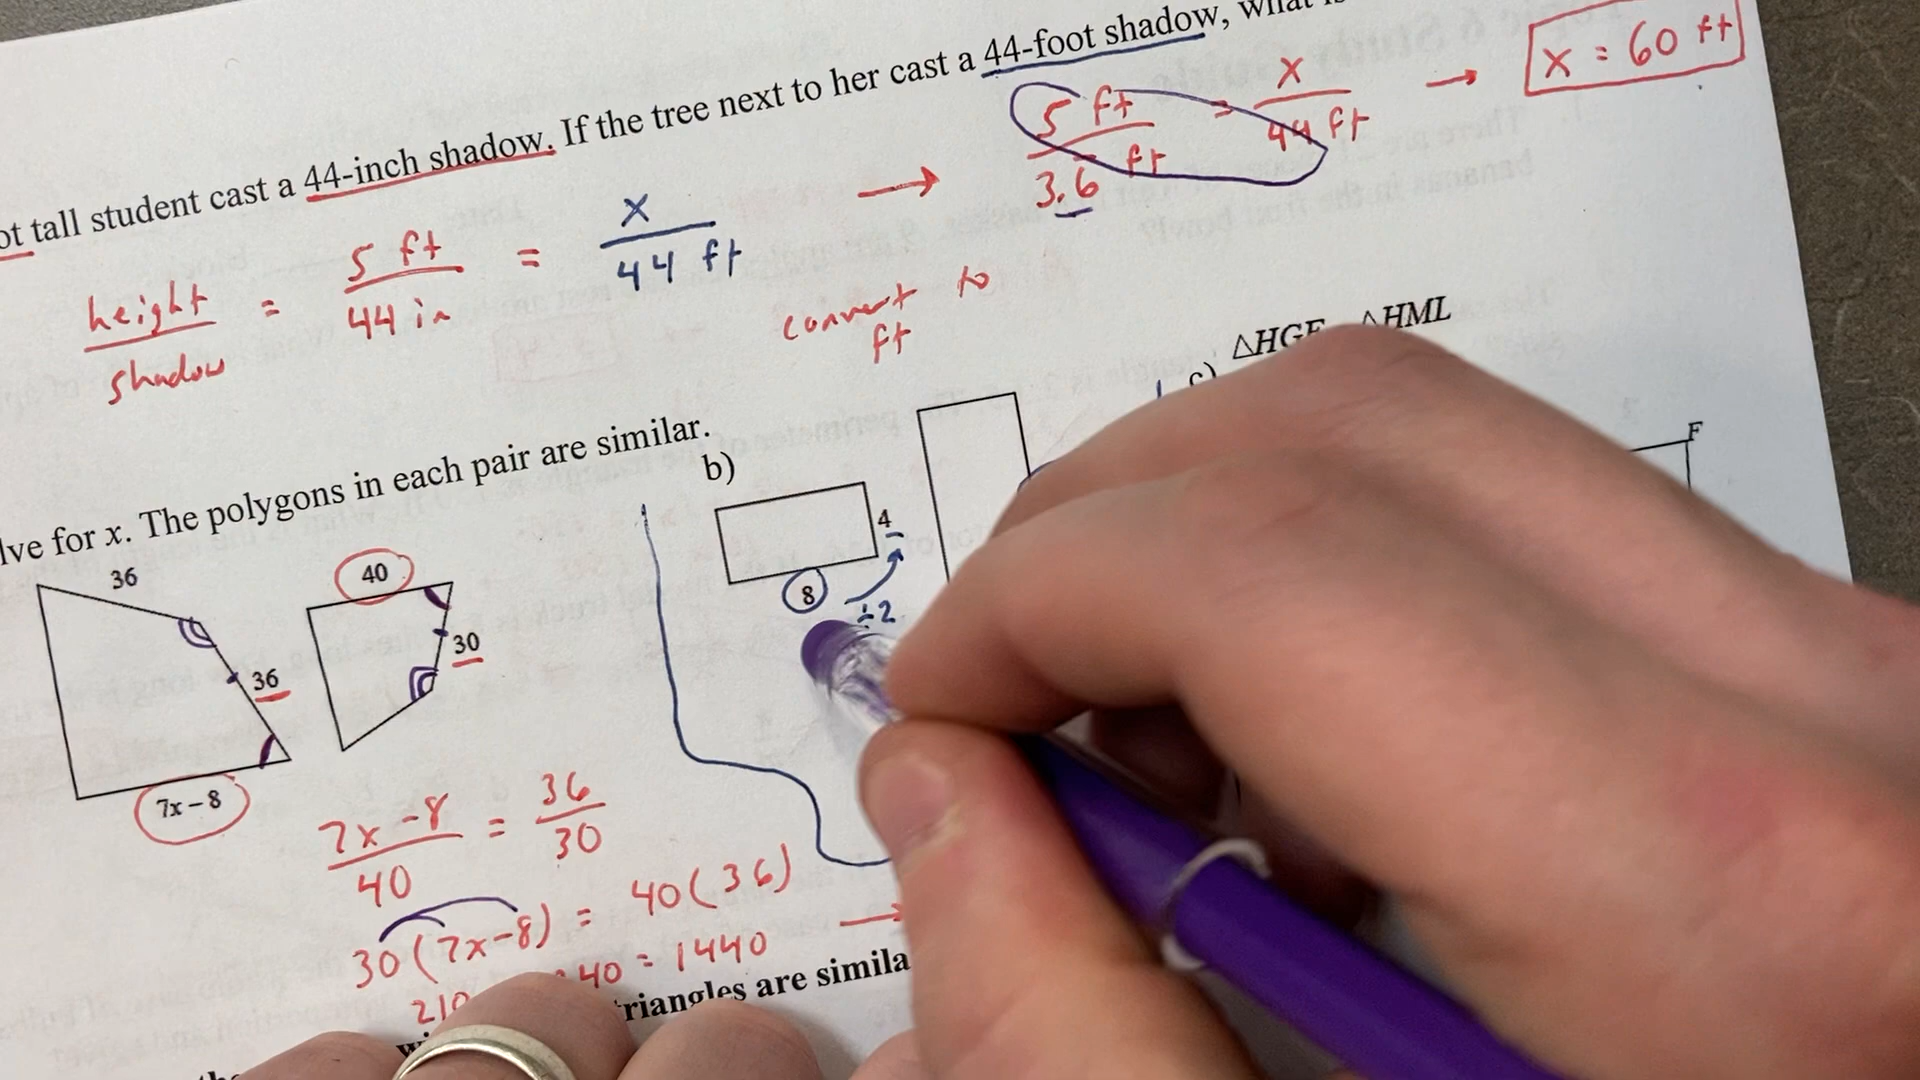 ot tall student cast a 44-inch shadow. If the tree next to her cast a 44-foot shadow, what
height / shadow = 5 ft / 44 in = x / 44 ft → 5 ft / 3.6 ft = x / 44 ft → x = 60 ft
convert to ft
lve for x. The polygons in each pair are similar.
36
36
7x – 8
40
30
b)
4
8
÷2
c)
△HGF △HML
F
7x - 8 / 40 = 36 / 30
30(7x-8) = 40(36)
210 40 = 1440 →
riangles are simila